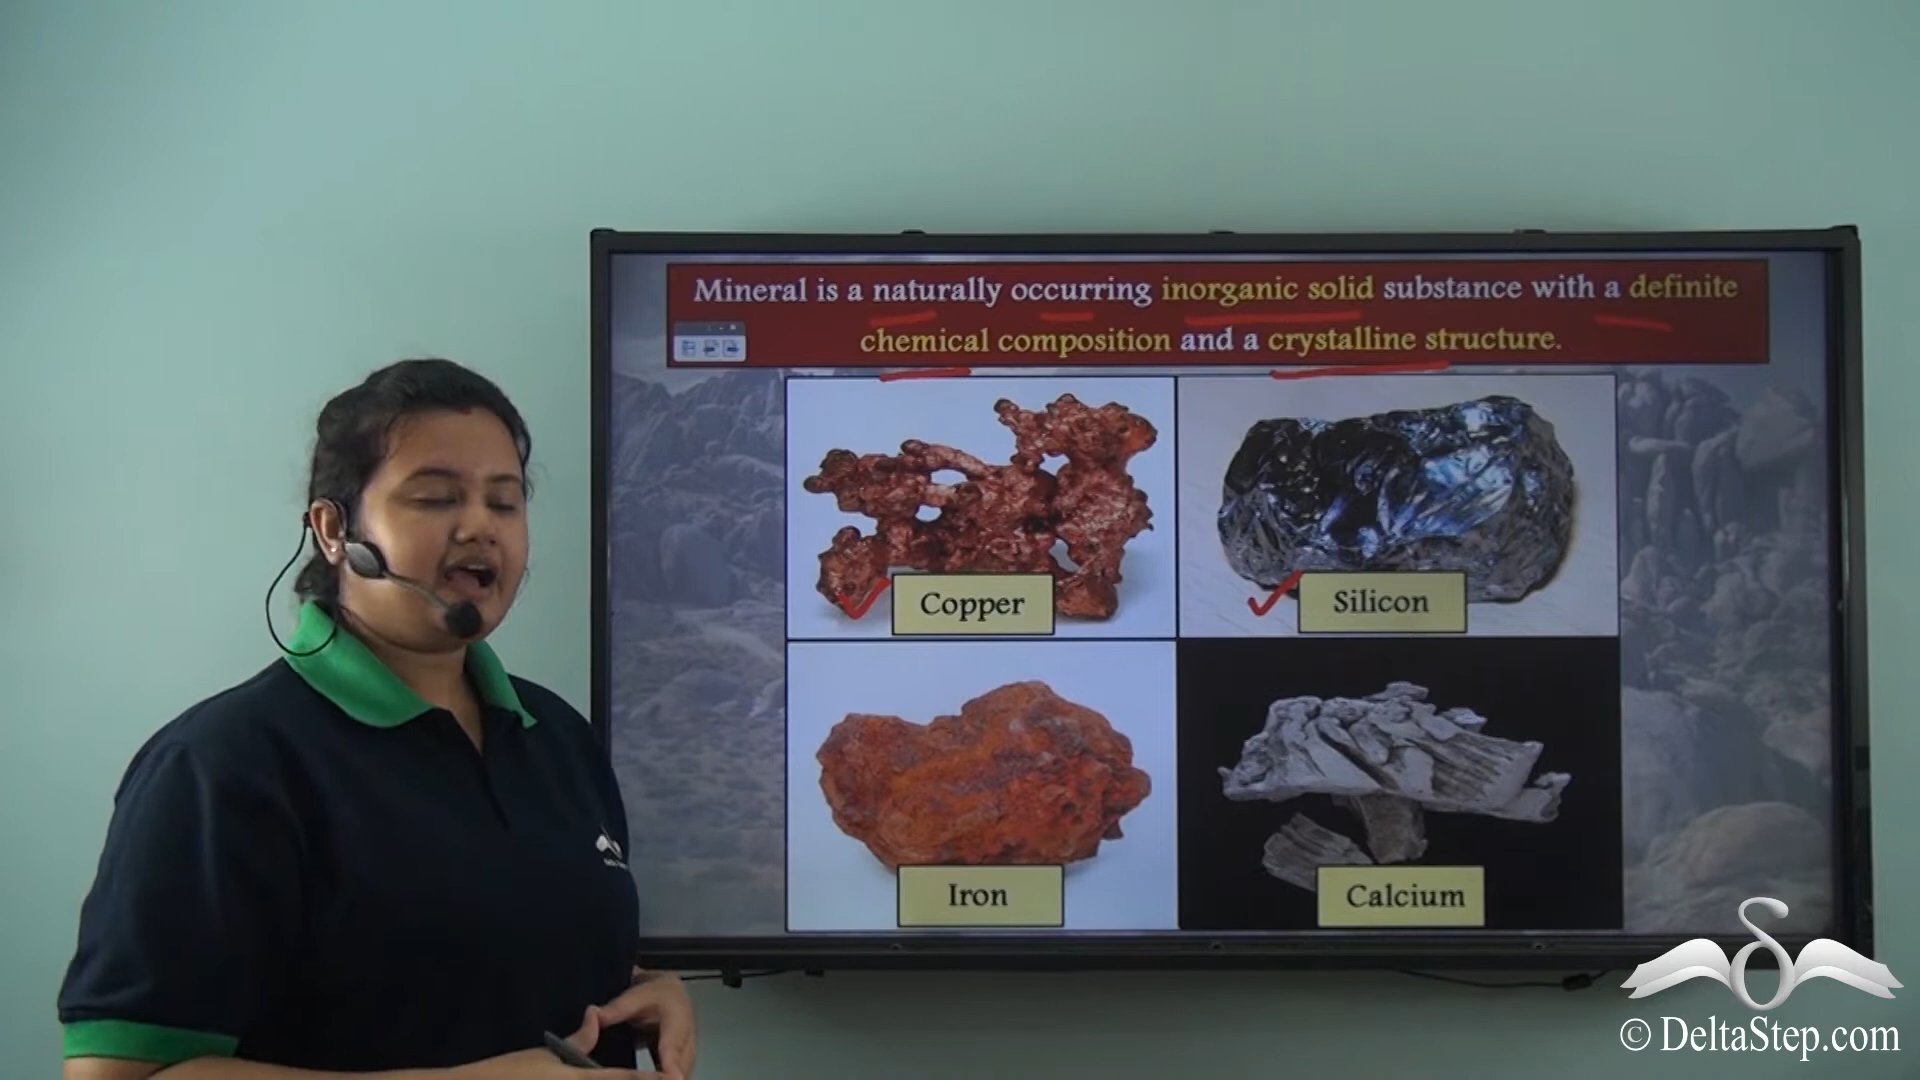 Mineral is a naturally occurring inorganic solid substance with a definite
chemical composition and a crystalline structure.
Copper
Silicon
Iron
Calcium
© DeltaStep.com